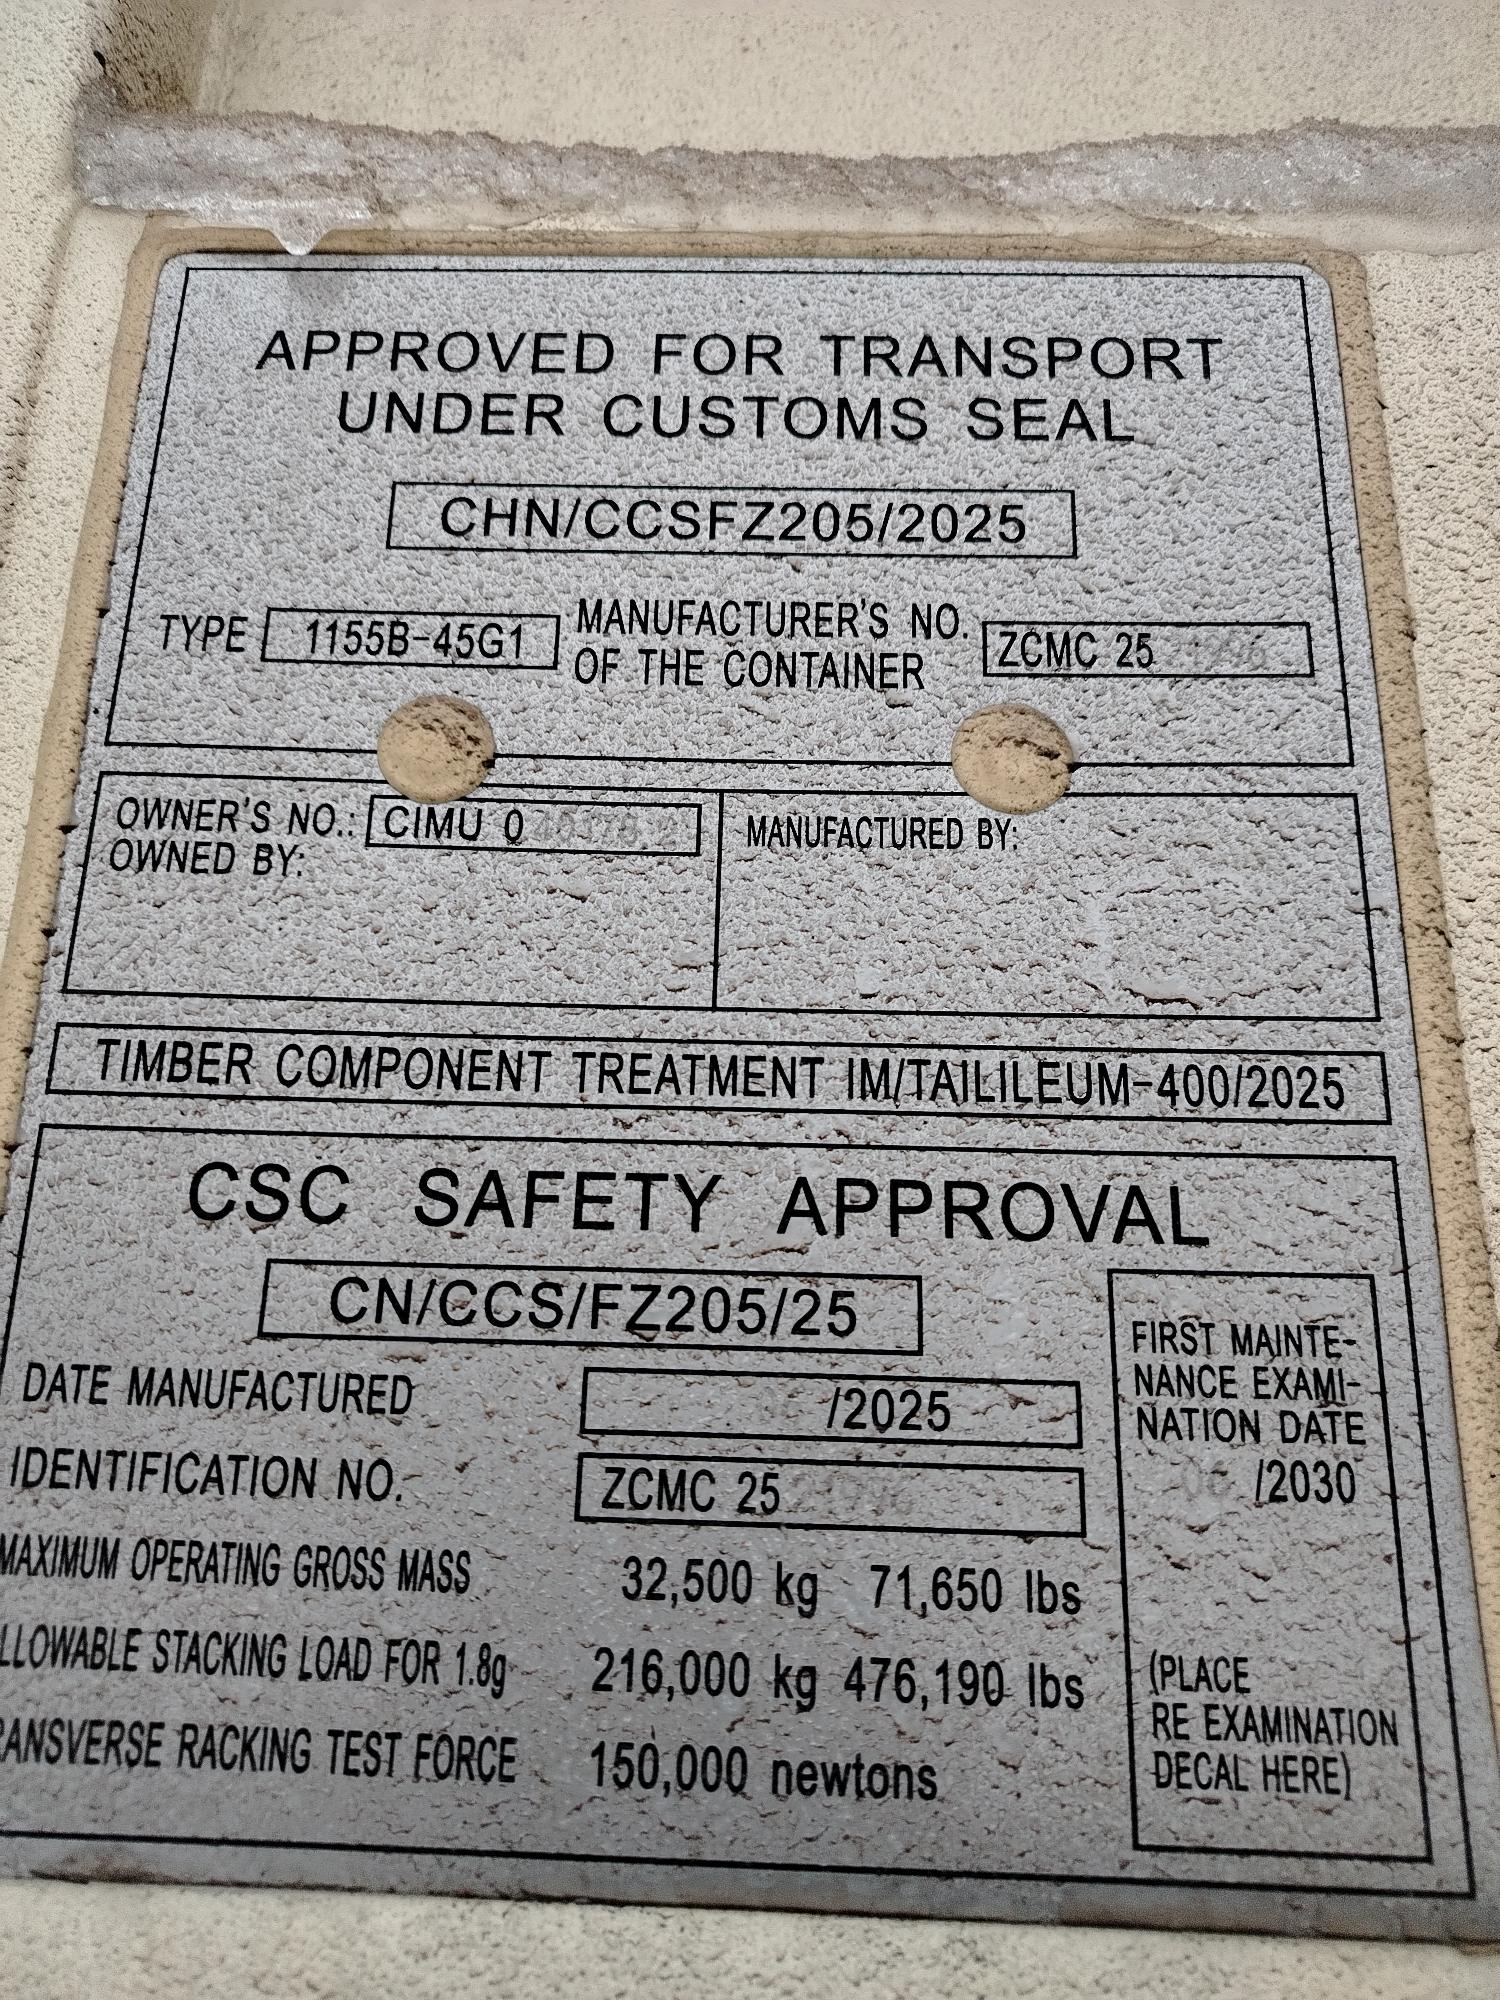 APPROVED FOR TRANSPORT
UNDER CUSTOMS SEAL
CHN/CCSFZ205/2025
TYPE 1155B-45G1 MANUFACTURER'S NO. OF THE CONTAINER ZCMC 25
OWNER'S NO.: CIMU 0
OWNED BY:
MANUFACTURED BY:
TIMBER COMPONENT TREATMENT IM/TAILILEUM-400/2025
CSC SAFETY APPROVAL
CN/CCS/FZ205/25
DATE MANUFACTURED /2025
IDENTIFICATION NO. ZCMC 25
MAXIMUM OPERATING GROSS MASS 32,500 kg 71,650 lbs
LLOWABLE STACKING LOAD FOR 1.8g 216,000 kg 476,190 lbs
RANSVERSE RACKING TEST FORCE 150,000 newtons
FIRST MAINTE-
NANCE EXAMI-
NATION DATE
/2030
(PLACE
RE EXAMINATION
DECAL HERE)